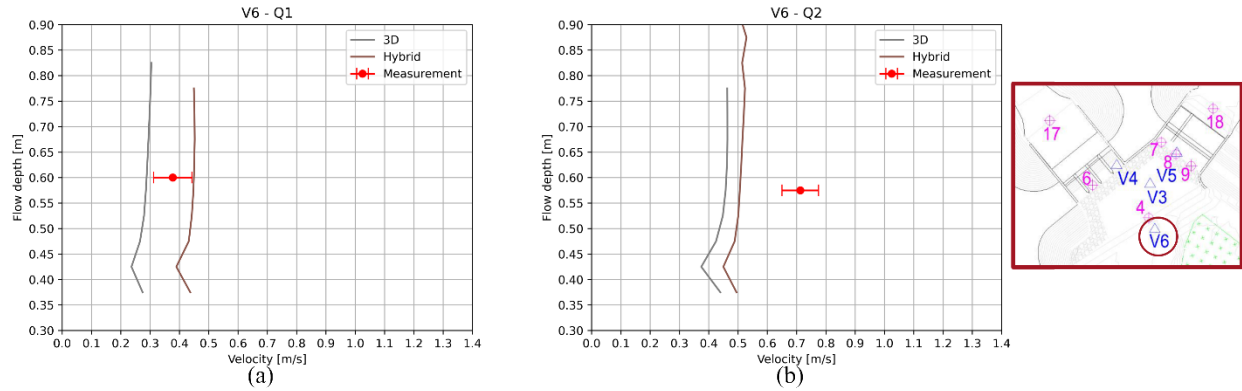 V6 - Q1
0.90
0.85
0.80
0.75
0.70
0.65
0.60
0.55
0.50
0.45
0.40
0.35
0.30
Flow depth [m]
3D
Hybrid
Measurement
0.0 0.1 0.2 0.3 0.4 0.5 0.6 0.7 0.8 0.9 1.0 1.1 1.2 1.3 1.4
Velocity [m/s]
(a)
V6 - Q2
0.90
0.85
0.80
0.75
0.70
0.65
0.60
0.55
0.50
0.45
0.40
0.35
0.30
Flow depth [m]
3D
Hybrid
Measurement
0.0 0.1 0.2 0.3 0.4 0.5 0.6 0.7 0.8 0.9 1.0 1.1 1.2 1.3 1.4
Velocity [m/s]
(b)
17
18
7
8
6
V4
V5
9
V3
4
V6